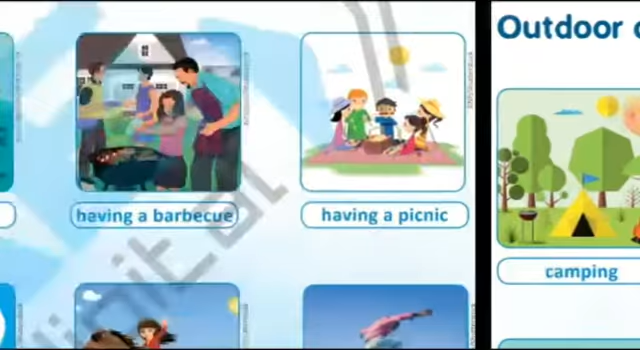 Outdoor
having a barbecue
having a picnic
camping